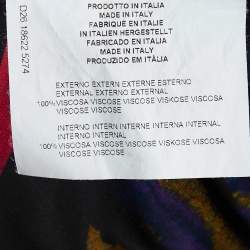 PRODOTTO IN ITALIA
MADE IN ITALY
FABRIQUE EN ITALIE
IN ITALIEN HERGESTELLT
FABRICADO EN ITALIA
MADE IN ITALY
PRODUZIDO EM ITÁLIA
D26 18622 5274
EXTERNO EXTERN EXTERNE ESTERNO
EXTERNAL EXTERNO EXTERNAL
100% VISCOSA VISCOSE VISCOSE VISKOSE VISCOSA
VISCOSE VISCOSE
INTERNO INTERN INTERNE INTERNA INTERNAL
INTERNO INTERNAL
100% VISCOSA VISCOSE VISCOSE VISKOSE VISCOSA
VISCOSE VISCOSE